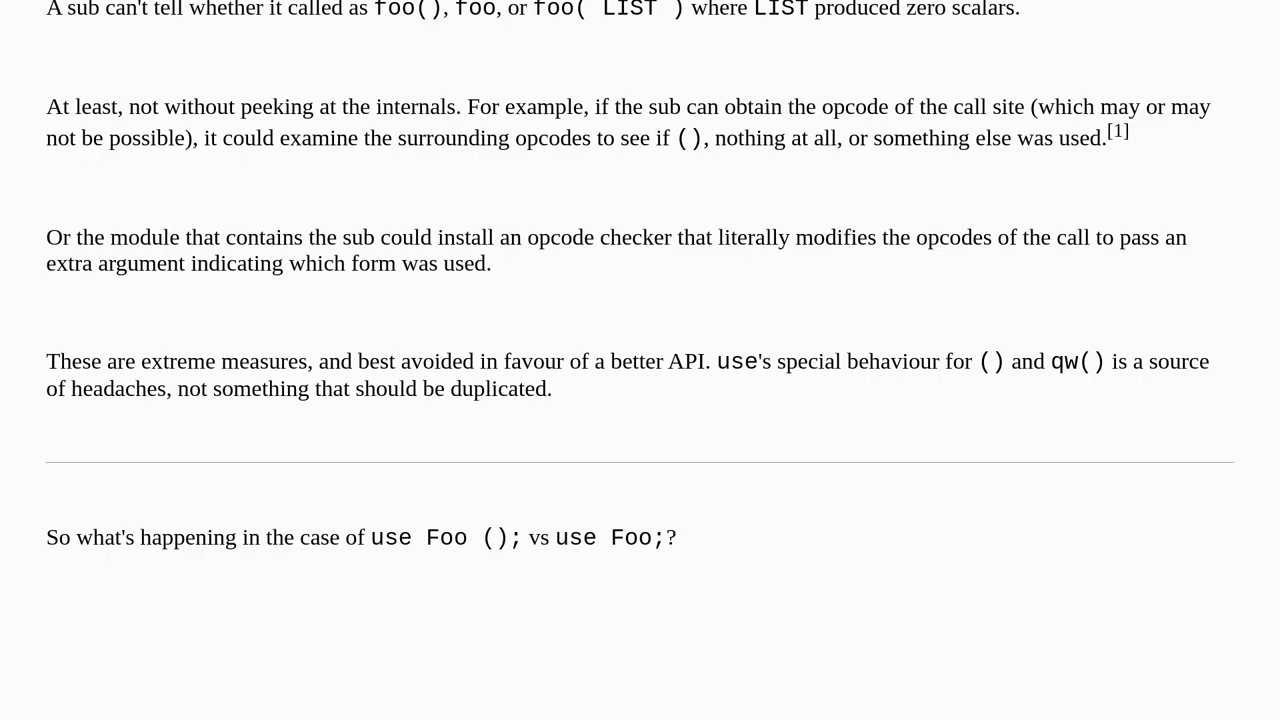 A sub can't tell whether it called as foo(), foo, or foo( LIST ) where LIST produced zero scalars.
At least, not without peeking at the internals. For example, if the sub can obtain the opcode of the call site (which may or may
not be possible), it could examine the surrounding opcodes to see if (), nothing at all, or something else was used.[1]
Or the module that contains the sub could install an opcode checker that literally modifies the opcodes of the call to pass an
extra argument indicating which form was used.
These are extreme measures, and best avoided in favour of a better API. use's special behaviour for () and qw() is a source
of headaches, not something that should be duplicated.
So what's happening in the case of use Foo (); vs use Foo;?